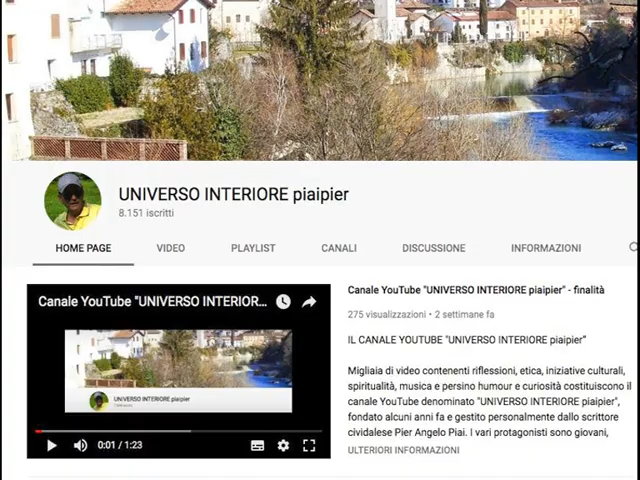 UNIVERSO INTERIORE piaipier
8.151 iscritti
HOME PAGE VIDEO PLAYLIST CANALI DISCUSSIONE INFORMAZIONI
Canale YouTube "UNIVERSO INTERIOR...
UNIVERSO INTERIORE piaipier
0:01 / 1:23
Canale YouTube "UNIVERSO INTERIORE piaipier" - finalità
275 visualizzazioni • 2 settimane fa
IL CANALE YOUTUBE "UNIVERSO INTERIORE piaipier"
Migliaia di video contenenti riflessioni, etica, iniziative culturali,
spiritualità, musica e persino humour e curiosità costituiscono il
canale YouTube denominato "UNIVERSO INTERIORE piaipier",
fondato alcuni anni fa e gestito personalmente dallo scrittore
cividalese Pier Angelo Piai. I vari protagonisti sono giovani,
ULTERIORI INFORMAZIONI